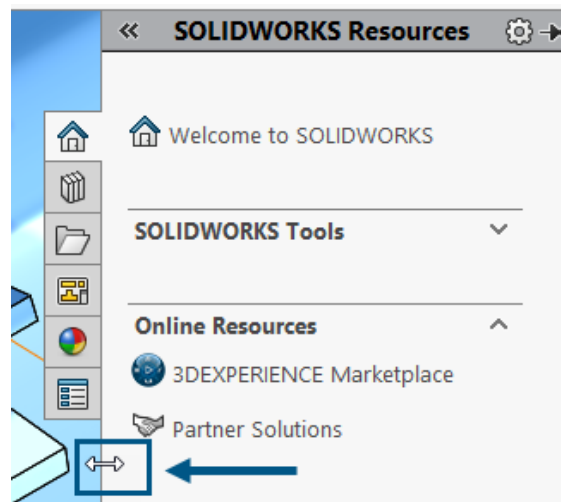 SOLIDWORKS Resources
Welcome to SOLIDWORKS
SOLIDWORKS Tools
Online Resources
3DEXPERIENCE Marketplace
Partner Solutions